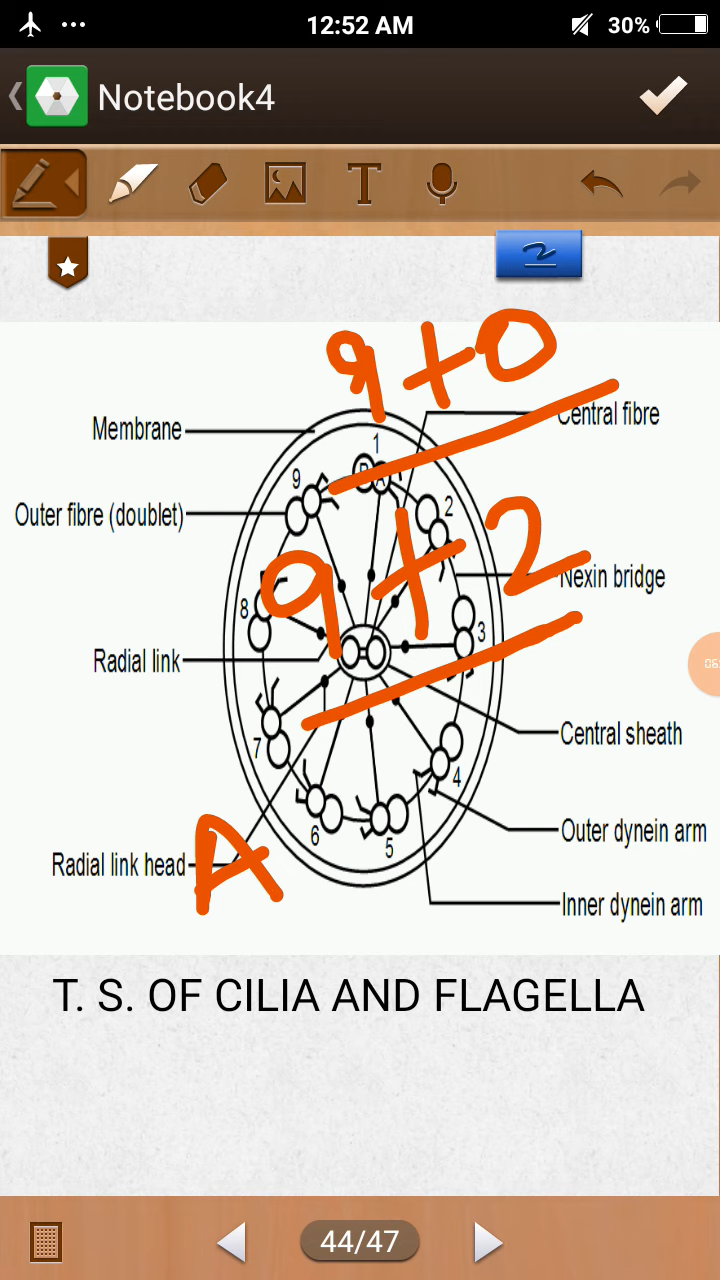 12:52 AM
30%
Notebook4
T
2
9+0
Central fibre
Membrane
1
9
B A
2
Outer fibre (doublet)
9+2
Nexin bridge
8
3
06:
Radial link
Central sheath
7
4
6
5
Outer dynein arm
Radial link head
A
Inner dynein arm
T. S. OF CILIA AND FLAGELLA
44/47